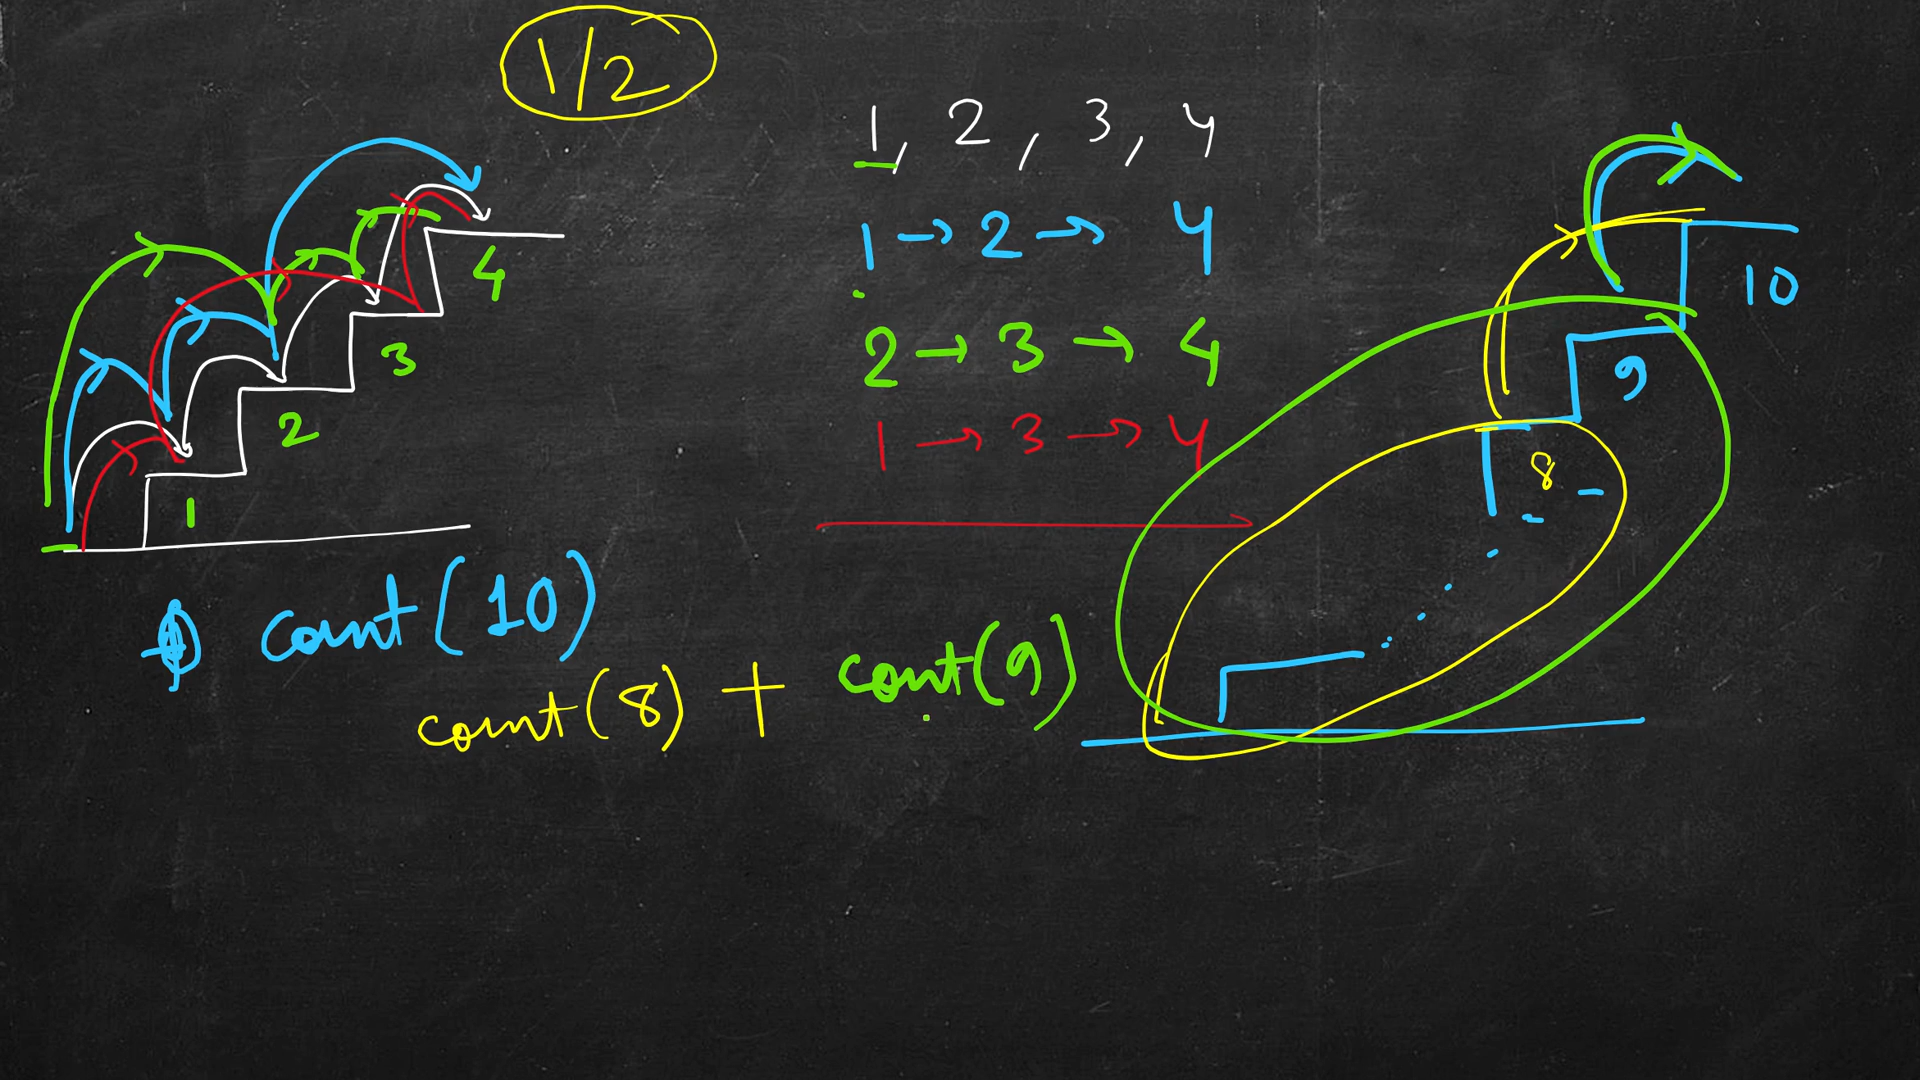 1/2
1, 2, 3, 4
1 → 2 → 4
2 → 3 → 4
1 → 3 → 4
4
3
2
1
10
9
8
count(10)
count(8) + count(9)